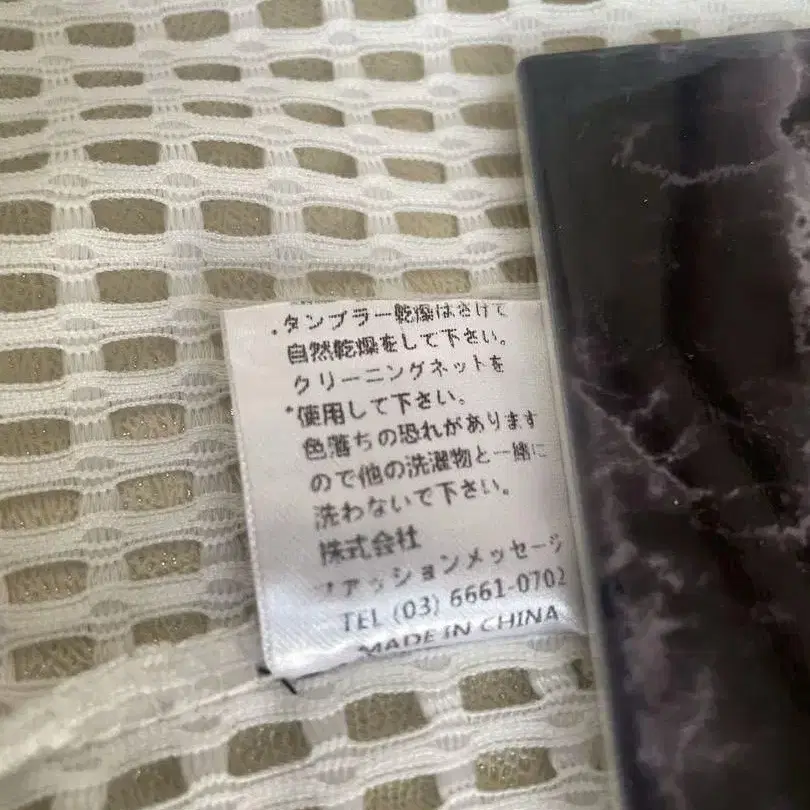 .タンブラー乾燥はさけて
自然乾燥をして下さい。
クリーニングネットを
*使用して下さい。
色落ちの恐れがあります
ので他の洗濯物と一緒に
洗わないで下さい。
株式会社
ファッションメッセージ
TEL (03) 6661-0702
MADE IN CHINA